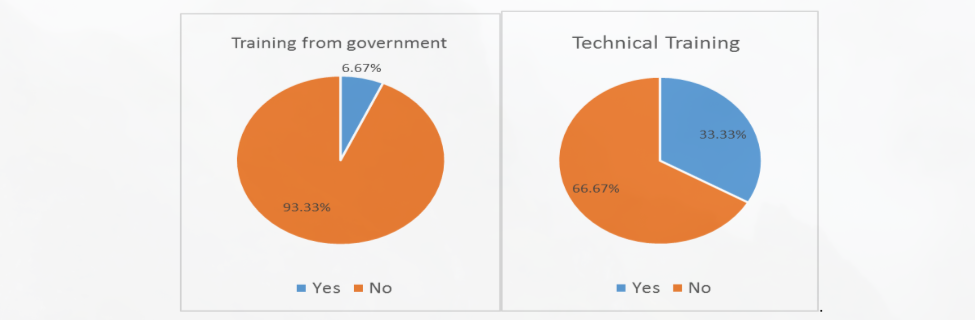 Training from government
6.67%
93.33%
Yes No
Technical Training
33.33%
66.67%
Yes No
.